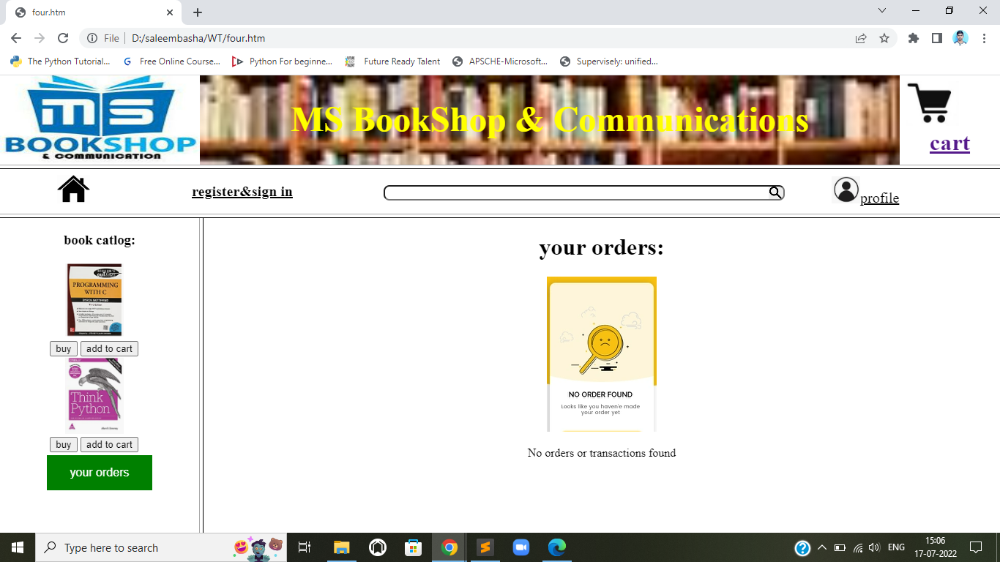 four.htm
File
D:/saleembasha/WT/four.htm
The Python Tutorial...
Free Online Course...
Python For beginne...
Future Ready Talent
APSCHE-Microsoft...
Supervisely: unified...
ms
BOOKSHOP
& COMMUNICATION
MS BookShop & Communications
cart
register&sign in
profile
book catlog:
PROGRAMMING
WITH C
buy
add to cart
Think
Python
buy
add to cart
your orders
your orders:
NO ORDER FOUND
Looks like you haven'e made
your order yet
No orders or transactions found
Type here to search
ENG
15:06
17-07-2022